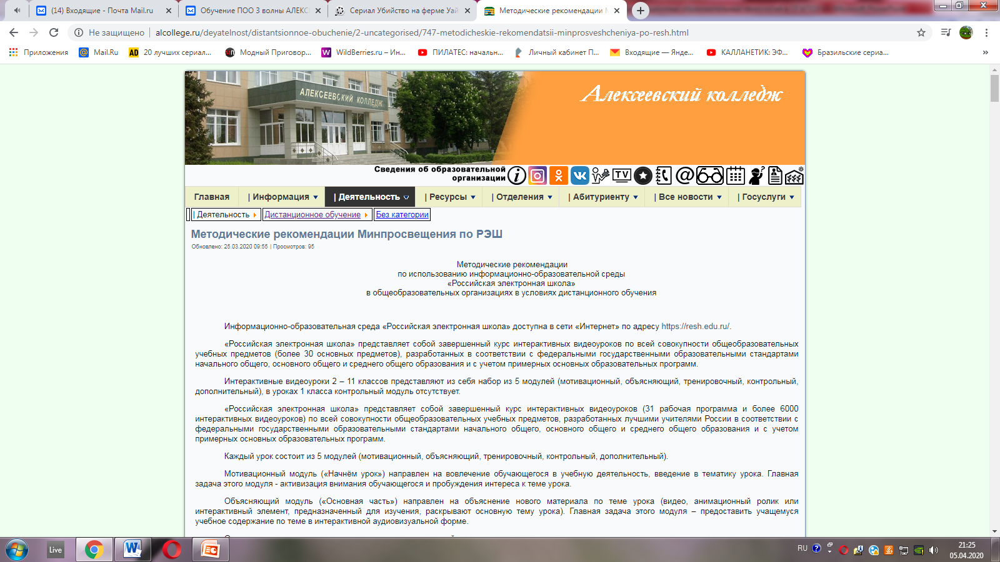 (14) Входящие - Почта Mail.ru
Обучение ПОО 3 волны АЛЕКС
Сериал Убийство на ферме Уай
Методические рекомендации М
Не защищено
alcollege.ru/deyatelnost/distantsionnoe-obuchenie/2-uncategorised/747-metodicheskie-rekomendatsii-minprosveshcheniya-po-resh.html
Приложения
Mail.Ru
20 лучших сериал...
Модный Приговор...
WildBerries.ru – Ин...
ПИЛАТЕС: начальн...
Личный кабинет П...
Входящие — Янде...
КАЛЛАНЕТИК: ЭФ...
Бразильские сериа...
»
АЛЕКСЕЕВСКИЙ КОЛЛЕДЖ
Алексеевский колледж
Сведения об образовательной
организации
TV
Главная
| Информация
| Деятельность
| Ресурсы
| Отделения
| Абитуриенту
| Все новости
| Госуслуги
| Деятельность
Дистанционное обучение
Без категории
Методические рекомендации Минпросвещения по РЭШ
Обновлено: 25.03.2020 09:55 | Просмотров: 95
Методические рекомендации
по использованию информационно-образовательной среды
«Российская электронная школа»
в общеобразовательных организациях в условиях дистанционного обучения
Информационно-образовательная среда «Российская электронная школа» доступна в сети «Интернет» по адресу https://resh.edu.ru/.
«Российская электронная школа» представляет собой завершенный курс интерактивных видеоуроков по всей совокупности общеобразовательных
учебных предметов (более 30 основных предметов), разработанных в соответствии с федеральными государственными образовательными стандартами
начального общего, основного общего и среднего общего образования и с учетом примерных основных образовательных программ.
Интерактивные видеоуроки 2 – 11 классов представляют из себя набор из 5 модулей (мотивационный, объясняющий, тренировочный, контрольный,
дополнительный), в уроках 1 класса контрольный модуль отсутствует.
«Российская электронная школа» представляет собой завершенный курс интерактивных видеоуроков (31 рабочая программа и более 6000
интерактивных видеоуроков) по всей совокупности общеобразовательных учебных предметов, разработанных лучшими учителями России в соответствии с
федеральными государственными образовательными стандартами начального общего, основного общего и среднего общего образования и с учетом
примерных основных образовательных программ.
Каждый урок состоит из 5 модулей (мотивационный, объясняющий, тренировочный, контрольный, дополнительный).
Мотивационный модуль («Начнём урок») направлен на вовлечение обучающегося в учебную деятельность, введение в тематику урока. Главная
задача этого модуля - активизация внимания обучающегося и пробуждения интереса к теме урока.
Объясняющий модуль («Основная часть») направлен на объяснение нового материала по теме урока (видео, анимационный ролик или
интерактивный элемент, предназначенный для изучения, раскрывают основную тему урока). Главная задача этого модуля – предоставить учащемуся
учебное содержание по теме в интерактивной аудиовизуальной форме.
Live
RU
21:25
05.04.2020